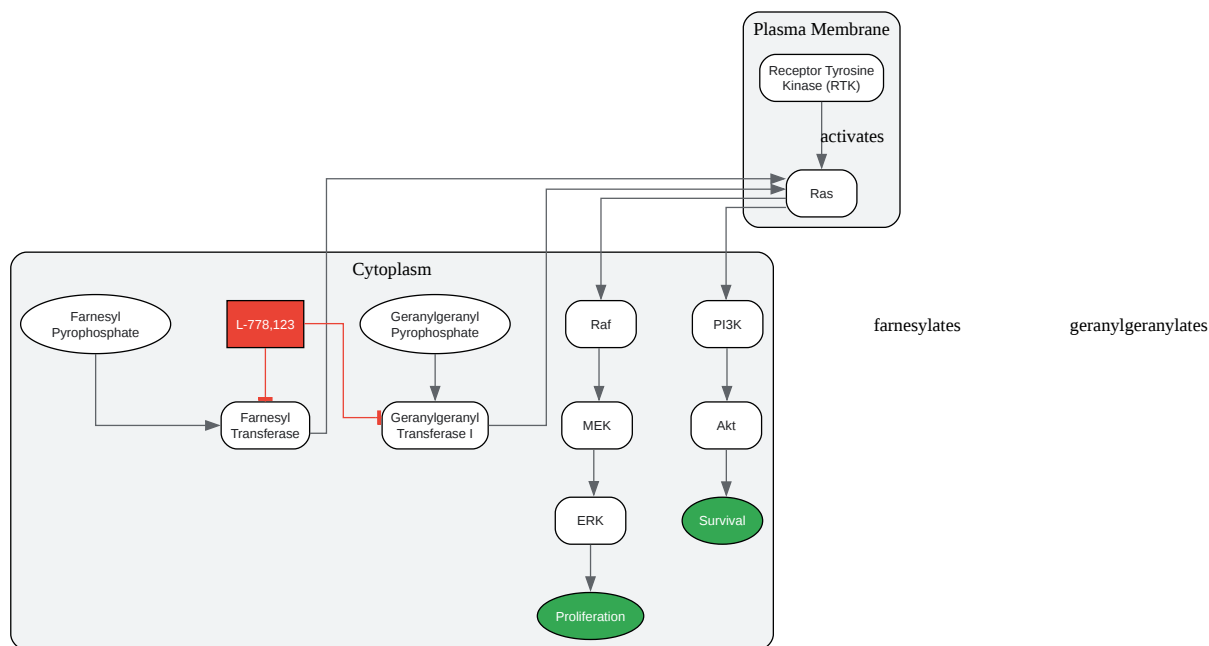 Plasma Membrane
Receptor Tyrosine
Kinase (RTK)
activates
Ras
Cytoplasm
Farnesyl
Pyrophosphate
L-778,123
Geranylgeranyl
Pyrophosphate
Raf
PI3K
farnesylates
geranylgeranylates
Farnesyl
Transferase
Geranylgeranyl
Transferase I
MEK
Akt
ERK
Survival
Proliferation